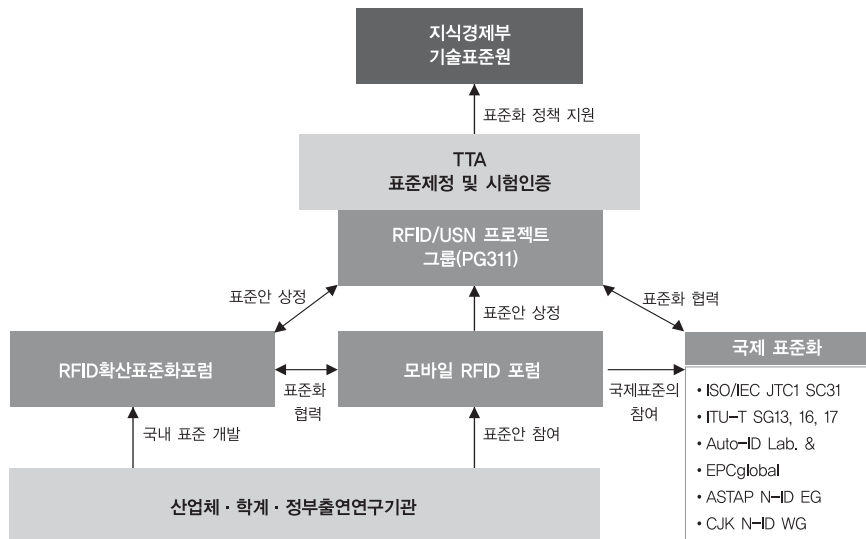 지식경제부
기술표준원
표준화 정책 지원
TTA
표준제정 및 시험인증
RFID/USN 프로젝트
그룹(PG311)
표준안 상정
표준안 상정
표준화 협력
RFID확산표준화포럼
표준화
협력
모바일 RFID 포럼
국제표준의
참여
국제 표준화
• ISO/IEC JTC1 SC31
• ITU-T SG13, 16, 17
• Auto-ID Lab. &
• EPCglobal
• ASTAP N-ID EG
• CJK N-ID WG
국내 표준 개발
표준안 참여
산업체 · 학계 · 정부출연연구기관